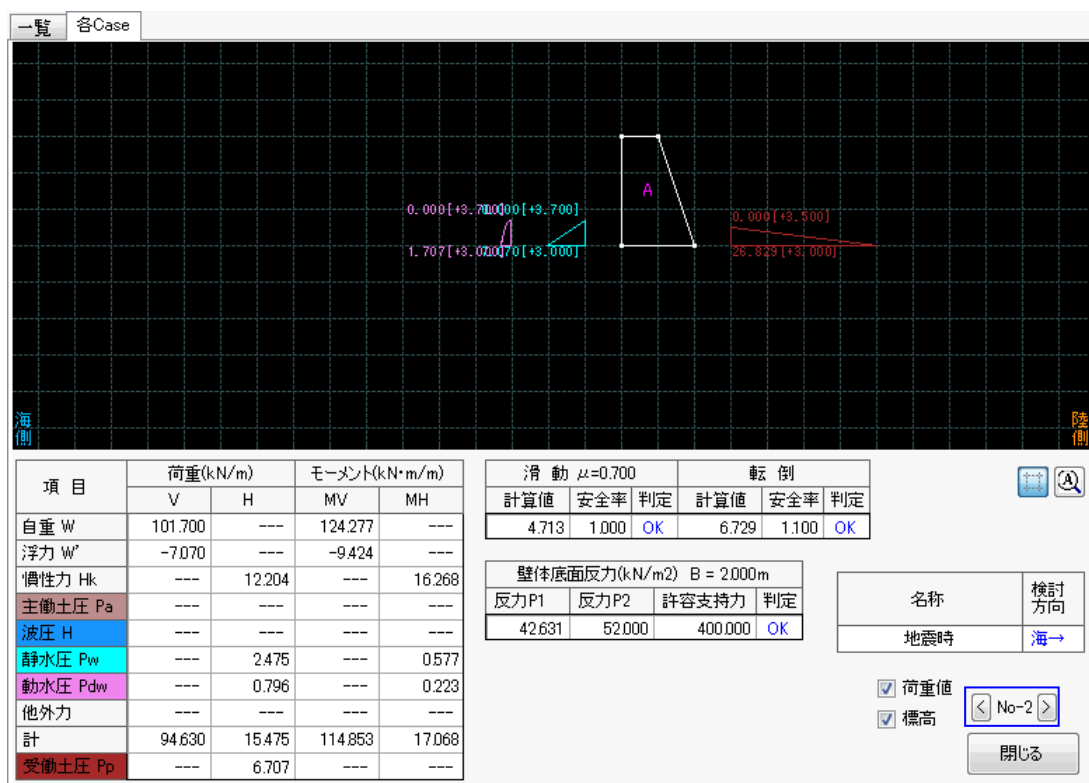 一覧 各Case
0.000[+3.700] 0.000[+3.700]
1.707[+3.000] 7.070[+3.000]
A
0.000[+3.500]
26.829[+3.000]
海側
陸側
項 目 荷重(kN/m) モーメント(kN・m/m)
V H MV MH
自重 W 101.700 --- 124.277 ---
浮力 W' -7.070 --- -9.424 ---
慣性力 Hk --- 12.204 --- 16.268
主働土圧 Pa --- --- --- ---
波圧 H --- --- --- ---
静水圧 Pw --- 2.475 --- 0.577
動水圧 Pdw --- 0.796 --- 0.223
他外力 --- --- --- ---
計 94.630 15.475 114.853 17.068
受働土圧 Pp --- 6.707 --- ---
滑 動 μ=0.700 転 倒
計算値 安全率 判定 計算値 安全率 判定
4.713 1.000 OK 6.729 1.100 OK
壁体底面反力(kN/m2) B = 2.000m
反力P1 反力P2 許容支持力 判定
42.631 52.000 400.000 OK
名称 検討方向
地震時 海→
荷重値
標高
< No-2 >
閉じる